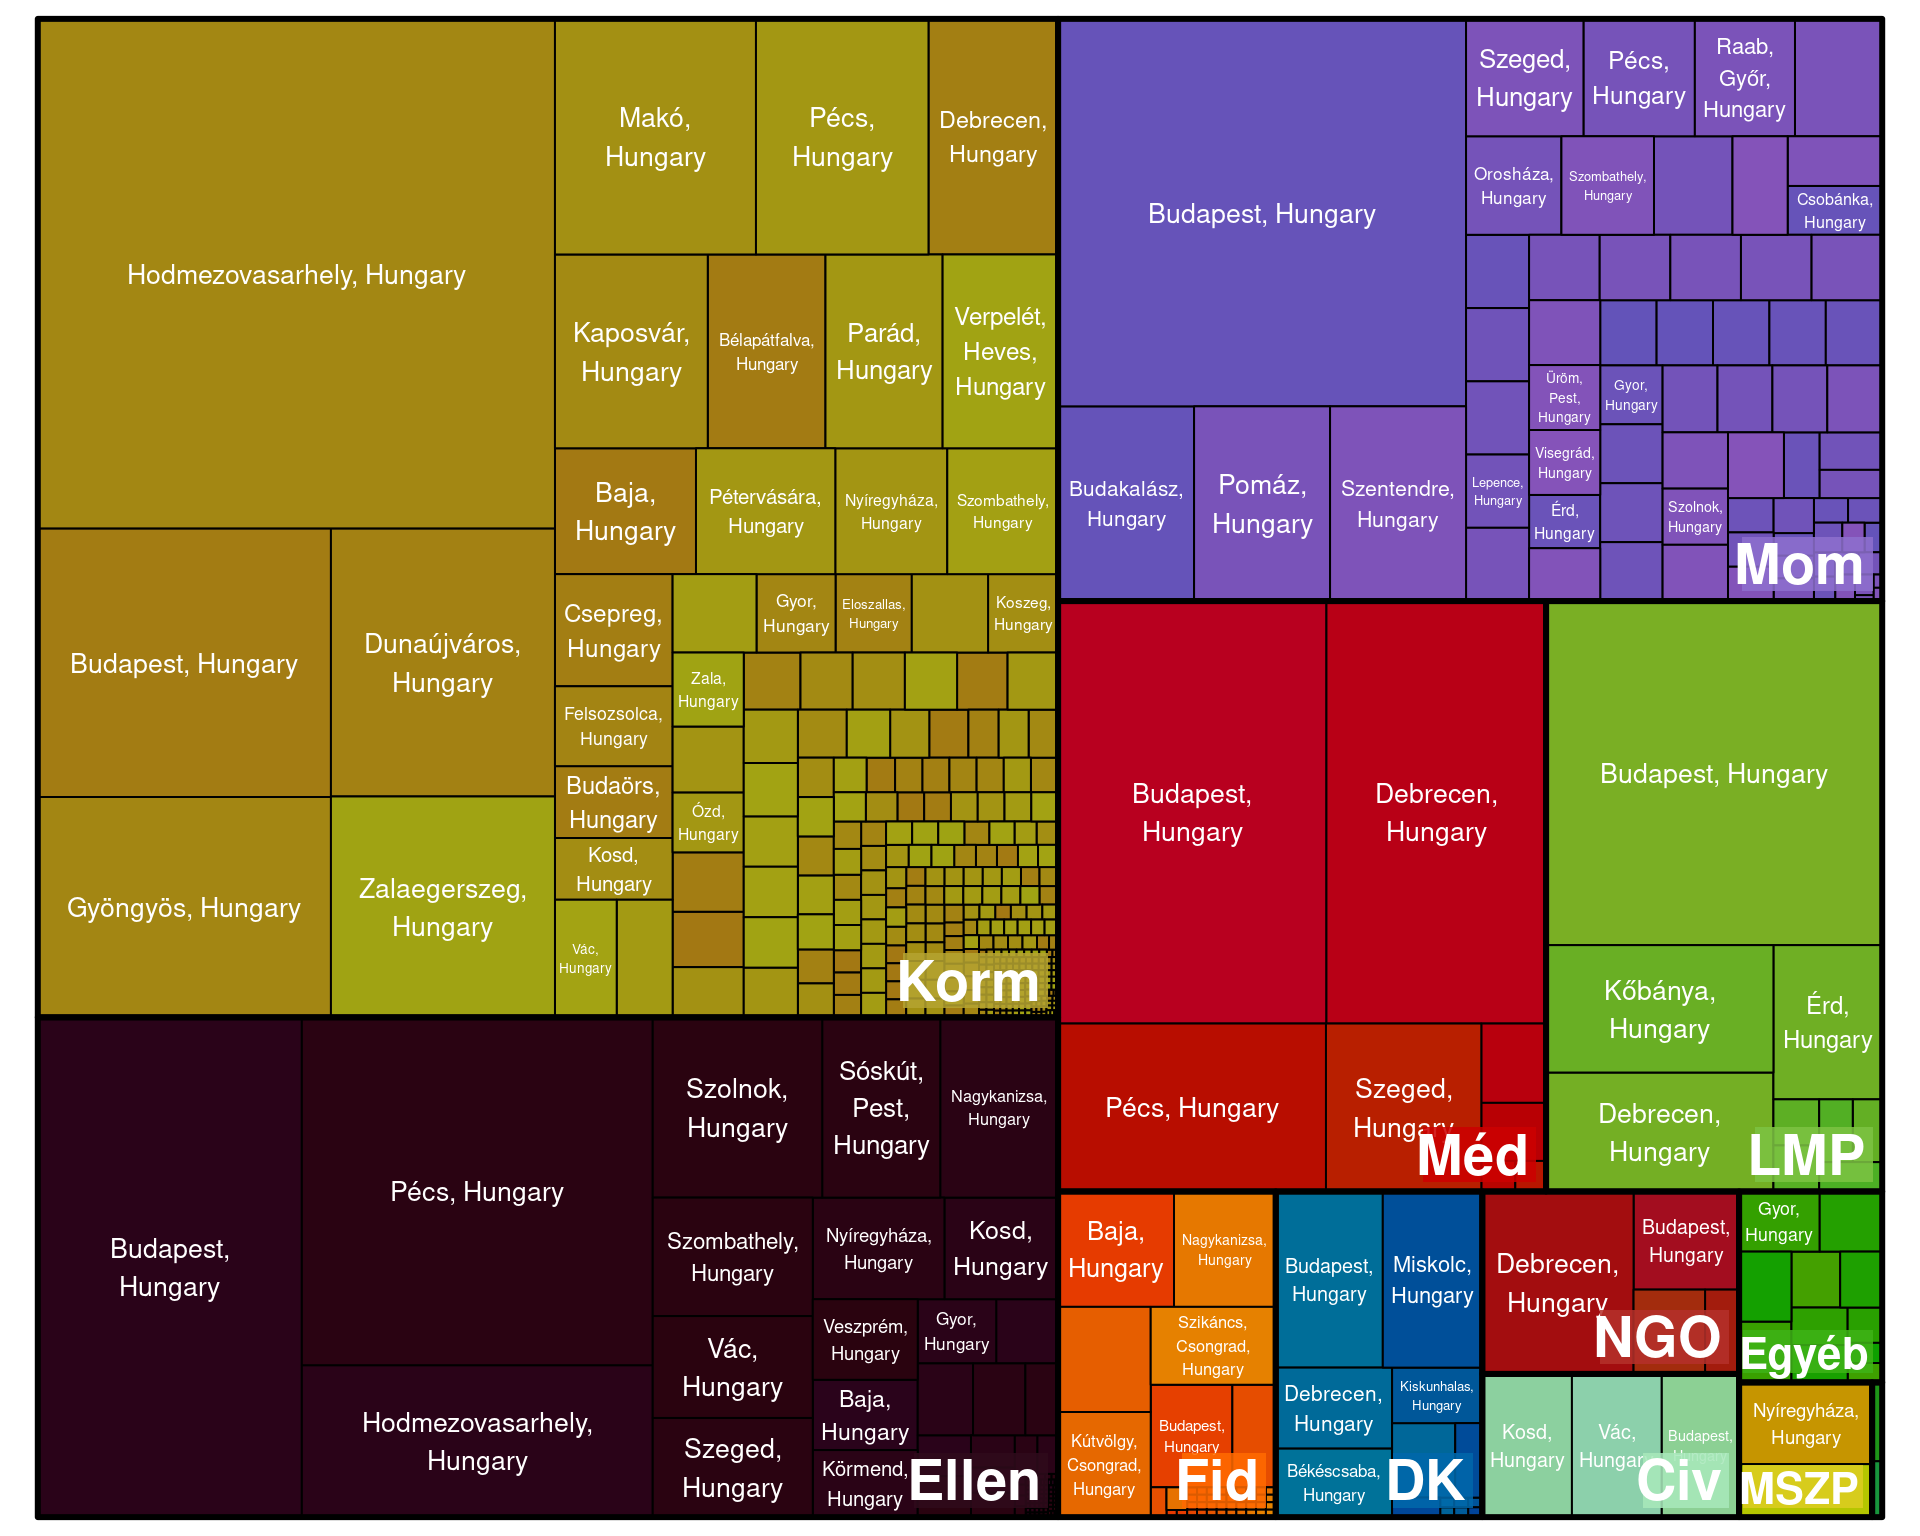 Hodmezovasarhely, Hungary
Makó,
Hungary
Pécs,
Hungary
Debrecen,
Hungary
Kaposvár,
Hungary
Bélapátfalva,
Hungary
Parád,
Hungary
Verpelét,
Heves,
Hungary
Baja,
Hungary
Pétervására,
Hungary
Nyíregyháza,
Hungary
Szombathely,
Hungary
Budapest, Hungary
Dunaújváros,
Hungary
Gyöngyös, Hungary
Zalaegerszeg,
Hungary
Csepreg,
Hungary
Gyor,
Hungary
Eloszallas,
Hungary
Koszeg,
Hungary
Zala,
Hungary
Felsozsolca,
Hungary
Budaörs,
Hungary
Ózd,
Hungary
Kosd,
Hungary
Vác,
Hungary
Korm
Budapest, Hungary
Szeged,
Hungary
Pécs,
Hungary
Raab,
Győr,
Hungary
Orosháza,
Hungary
Szombathely,
Hungary
Csobánka,
Hungary
Budakalász,
Hungary
Pomáz,
Hungary
Szentendre,
Hungary
Üröm,
Pest,
Hungary
Gyor,
Hungary
Visegrád,
Hungary
Lepence,
Hungary
Érd,
Hungary
Szolnok,
Hungary
Mom
Budapest,
Hungary
Debrecen,
Hungary
Pécs, Hungary
Szeged,
Hungary
Méd
Budapest, Hungary
Kőbánya,
Hungary
Érd,
Hungary
Debrecen,
Hungary
LMP
Budapest,
Hungary
Pécs, Hungary
Hodmezovasarhely,
Hungary
Szolnok,
Hungary
Sóskút,
Pest,
Hungary
Nagykanizsa,
Hungary
Szombathely,
Hungary
Nyíregyháza,
Hungary
Kosd,
Hungary
Vác,
Hungary
Veszprém,
Hungary
Gyor,
Hungary
Baja,
Hungary
Szeged,
Hungary
Körmend,
Hungary
Ellen
Baja,
Hungary
Nagykanizsa,
Hungary
Szikáncs,
Csongrad,
Hungary
Kútvölgy,
Csongrad,
Hungary
Budapest,
Hungary
Fid
Budapest,
Hungary
Miskolc,
Hungary
Debrecen,
Hungary
Kiskunhalas,
Hungary
Békéscsaba,
Hungary
DK
Debrecen,
Hungary
Budapest,
Hungary
NGO
Gyor,
Hungary
Egyéb
Kosd,
Hungary
Vác,
Hungary
Budapest,
Hungary
Civ
Nyíregyháza,
Hungary
MSZP